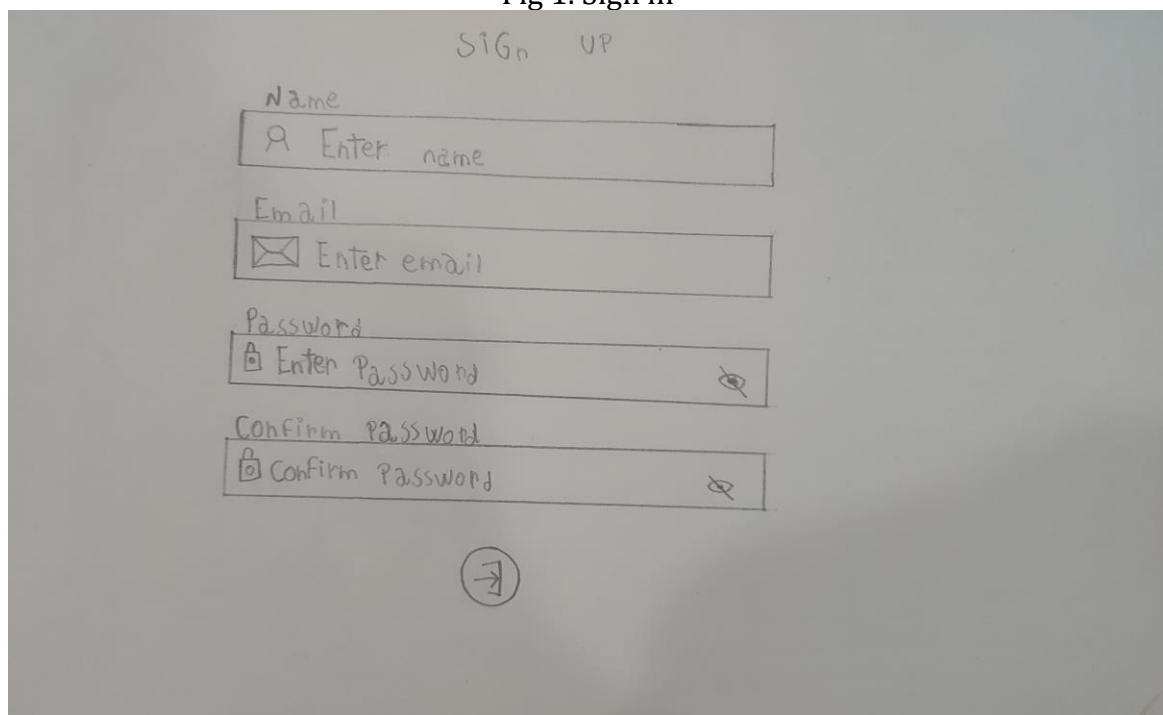 Fig 1: Sign in
SiGn UP
Name
Enter name
Email
Enter email
Password
Enter Password
Confirm Password
Confirm Password